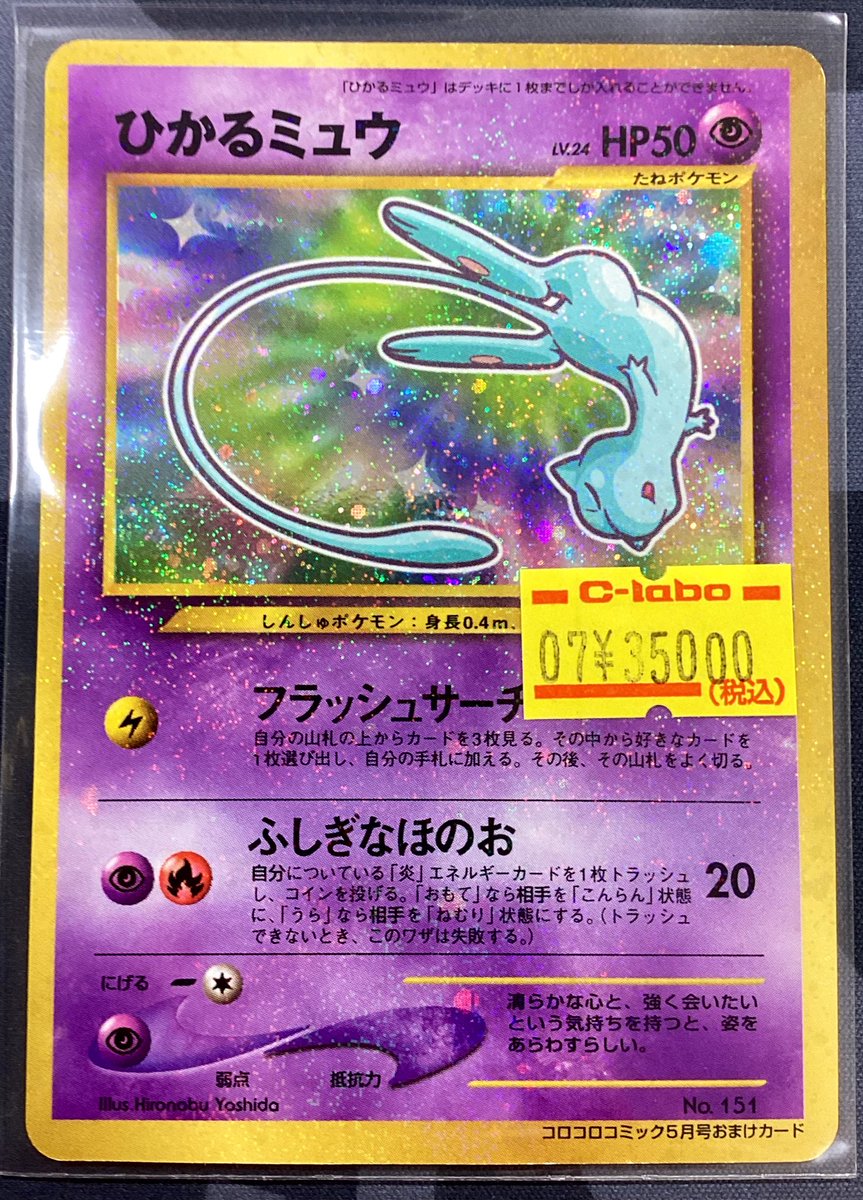 「ひかるミュウ」はデッキに1枚までしか入れることができません。
ひかるミュウ LV.24 HP50
たねポケモン
しんしゅポケモン：身長0.4m、
C-labo
07¥35000
(税込)
フラッシュサーチ
自分の山札の上からカードを3枚見る。その中から好きなカードを
1枚選び出し、自分の手札に加える。その後、その山札をよく切る。
ふしぎなほのお
自分についている「炎」エネルギーカードを1枚トラッシュ
し、コインを投げる。「おもて」なら相手を「こんらん」状態
に、「うら」なら相手を「ねむり」状態にする。(トラッシュ
できないとき、このワザは失敗する。)
20
にげる
清らかな心と、強く会いたい
という気持ちを持つと、姿を
あらわすらしい。
弱点 抵抗力
Illus.Hironobu Yoshida
No. 151
コロコロコミック5月号おまけカード